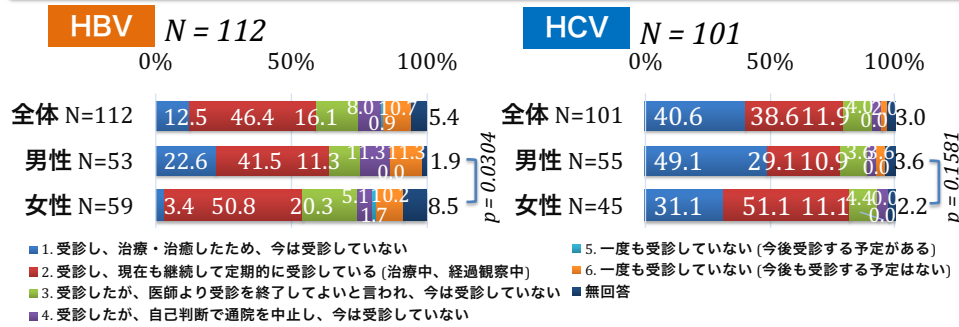 HBV N = 112
0% 50% 100%
全体 N=112 12.5 46.4 16.1 8.0 0.9 10.7 5.4
男性 N=53 22.6 41.5 11.3 11.3 0.0 11.3 1.9
女性 N=59 3.4 50.8 20.3 5.1 1.7 10.2 8.5
p = 0.0304
HCV N = 101
0% 50% 100%
全体 N=101 40.6 38.6 11.9 4.0 0.0 2.0 3.0
男性 N=55 49.1 29.1 10.9 3.6 0.0 3.6 3.6
女性 N=45 31.1 51.1 11.1 4.4 0.0 0.0 2.2
p = 0.1581
1. 受診し、治療・治癒したため、今は受診していない
2. 受診し、現在も継続して定期的に受診している (治療中、経過観察中)
3. 受診したが、医師より受診を終了してよいと言われ、今は受診していない
4. 受診したが、自己判断で通院を中止し、今は受診していない
5. 一度も受診していない (今後受診する予定がある)
6. 一度も受診していない (今後も受診する予定はない)
無回答